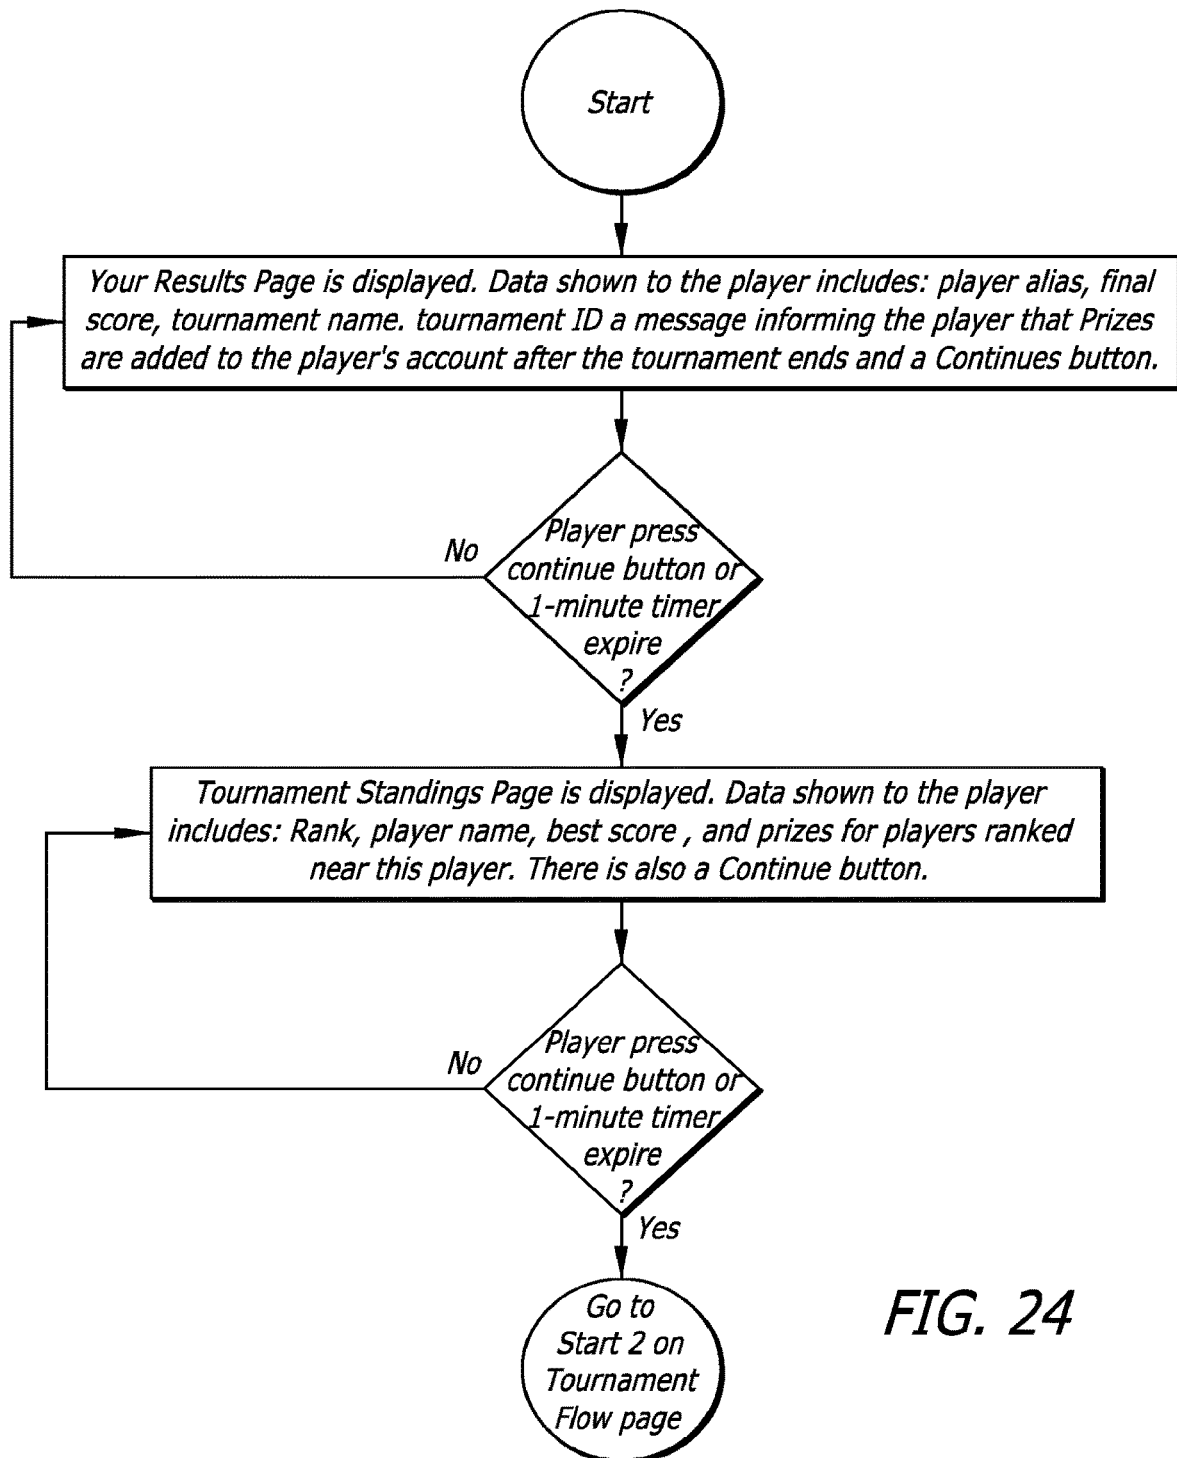 Start
Your Results Page is displayed. Data shown to the player includes: player alias, final
score, tournament name. tournament ID a message informing the player that Prizes
are added to the player's account after the tournament ends and a Continues button.
Player press
continue button or
1-minute timer
expire
?
No
Yes
Tournament Standings Page is displayed. Data shown to the player
includes: Rank, player name, best score , and prizes for players ranked
near this player. There is also a Continue button.
Player press
continue button or
1-minute timer
expire
?
No
Yes
Go to
Start 2 on
Tournament
Flow page
FIG. 24